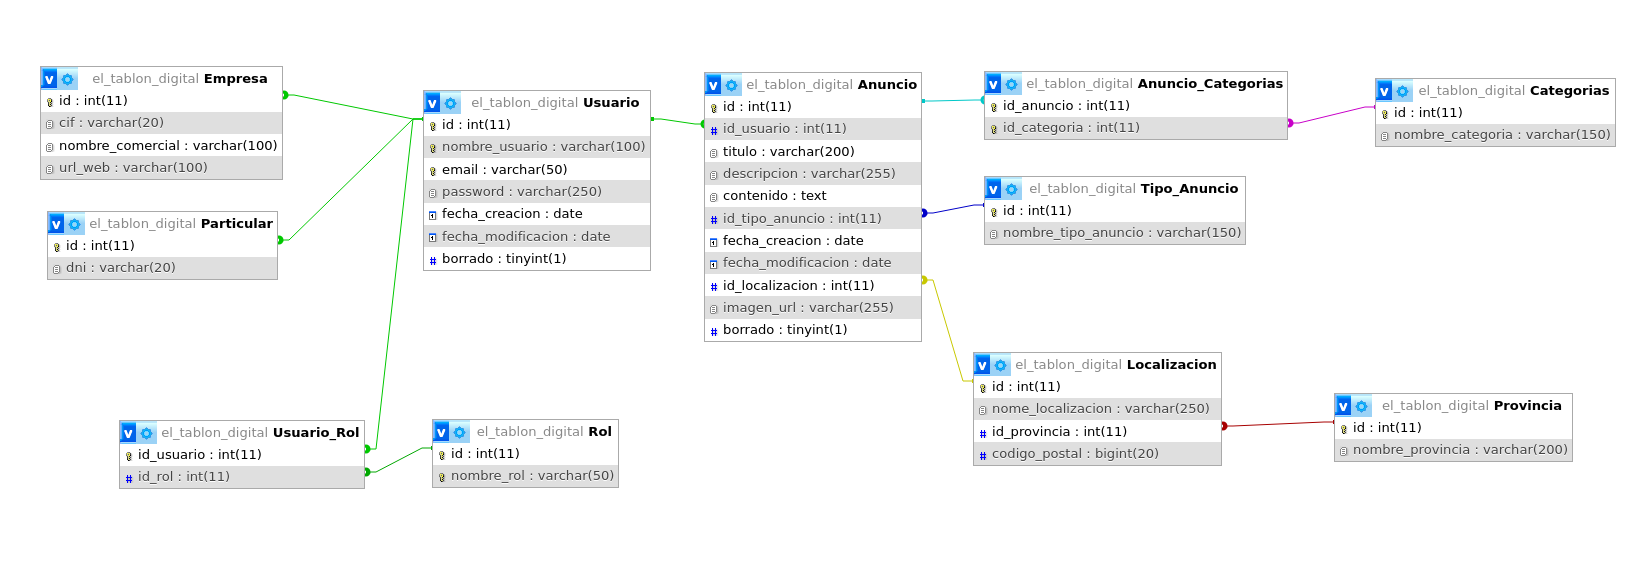 v el_tablon_digital Empresa
id : int(11)
cif : varchar(20)
nombre_comercial : varchar(100)
url_web : varchar(100)
v el_tablon_digital Particular
id : int(11)
dni : varchar(20)
v el_tablon_digital Usuario
id : int(11)
nombre_usuario : varchar(100)
email : varchar(50)
password : varchar(250)
fecha_creacion : date
fecha_modificacion : date
# borrado : tinyint(1)
v el_tablon_digital Usuario_Rol
id_usuario : int(11)
# id_rol : int(11)
v el_tablon_digital Rol
id : int(11)
nombre_rol : varchar(50)
v el_tablon_digital Anuncio
id : int(11)
# id_usuario : int(11)
titulo : varchar(200)
descripcion : varchar(255)
contenido : text
# id_tipo_anuncio : int(11)
fecha_creacion : date
fecha_modificacion : date
# id_localizacion : int(11)
imagen_url : varchar(255)
# borrado : tinyint(1)
v el_tablon_digital Anuncio_Categorias
id_anuncio : int(11)
id_categoria : int(11)
v el_tablon_digital Categorias
id : int(11)
nombre_categoria : varchar(150)
v el_tablon_digital Tipo_Anuncio
id : int(11)
nombre_tipo_anuncio : varchar(150)
v el_tablon_digital Localizacion
id : int(11)
nome_localizacion : varchar(250)
# id_provincia : int(11)
# codigo_postal : bigint(20)
v el_tablon_digital Provincia
id : int(11)
nombre_provincia : varchar(200)